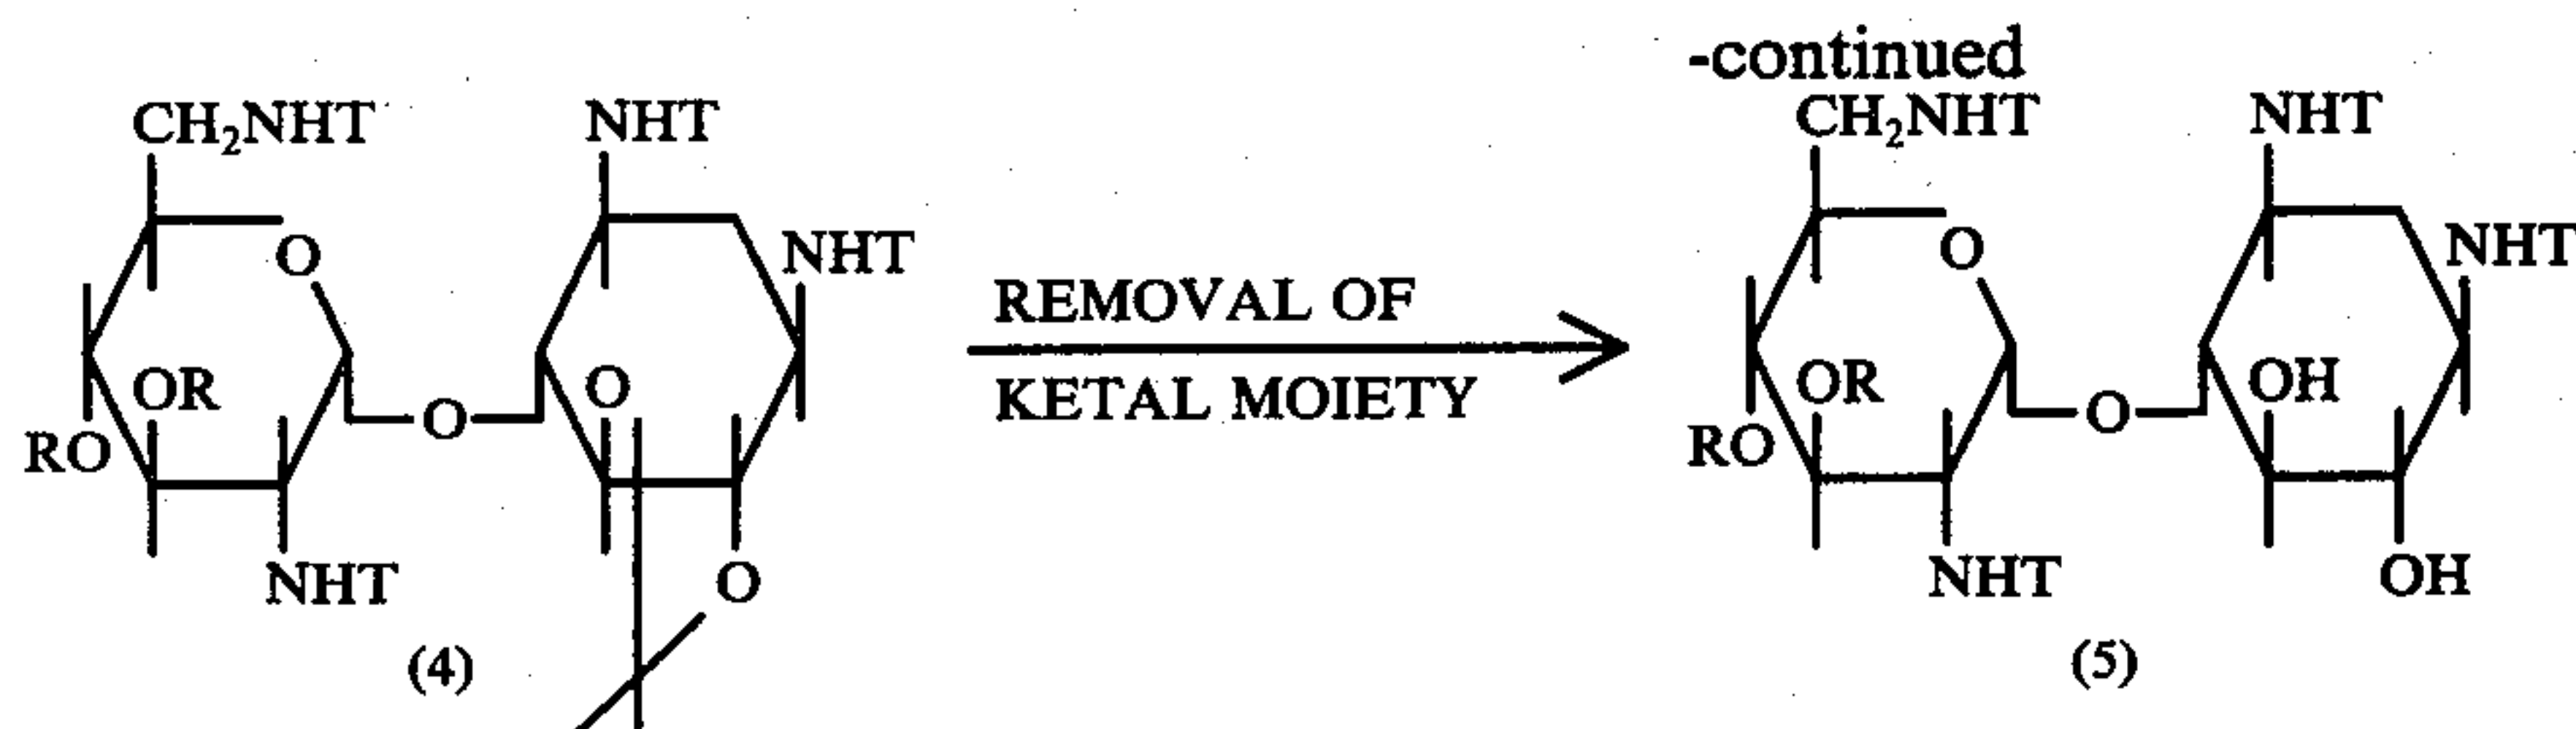 -continued
CH₂NHT NHT
NHT
O
OR O
RO O
NHT O
(4)
REMOVAL OF
KETAL MOIETY
CH₂NHT NHT
NHT
O
OR OH
RO O
NHT OH
(5)